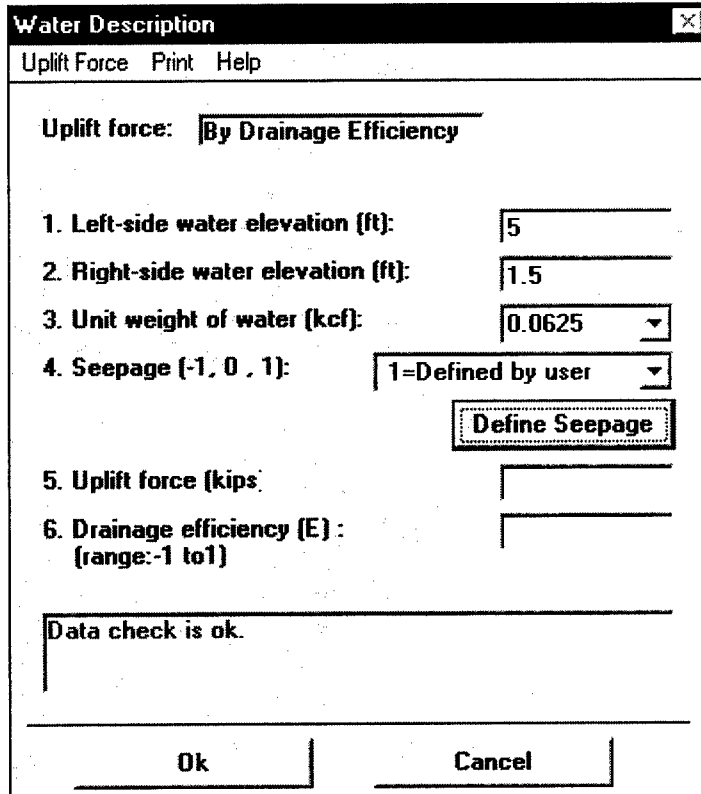 Water Description
Uplift Force Print Help
Uplift force: By Drainage Efficiency
1. Left-side water elevation (ft): 5
2. Right-side water elevation (ft): 1.5
3. Unit weight of water (kcf): 0.0625
4. Seepage (-1, 0 , 1): 1=Defined by user
Define Seepage
5. Uplift force (kips
6. Drainage efficiency (E) :
(range:-1 to1)
Data check is ok.
Ok Cancel